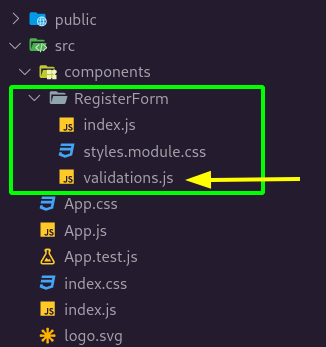 public
src
components
RegisterForm
JS index.js
styles.module.css
JS validations.js
App.css
JS App.js
App.test.js
index.css
JS index.js
logo.svg